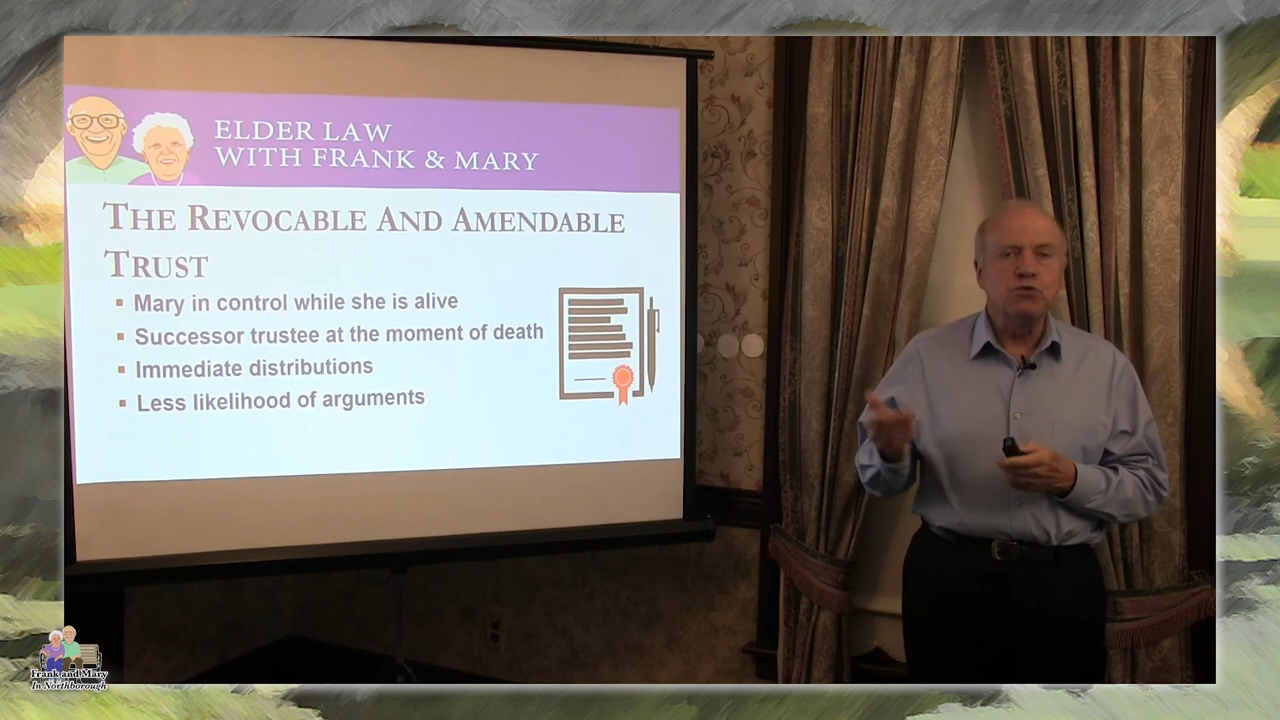 ELDER LAW
WITH FRANK & MARY
THE REVOCABLE AND AMENDABLE
TRUST
Mary in control while she is alive
Successor trustee at the moment of death
Immediate distributions
Less likelihood of arguments
Frank and Mary
In Northborough